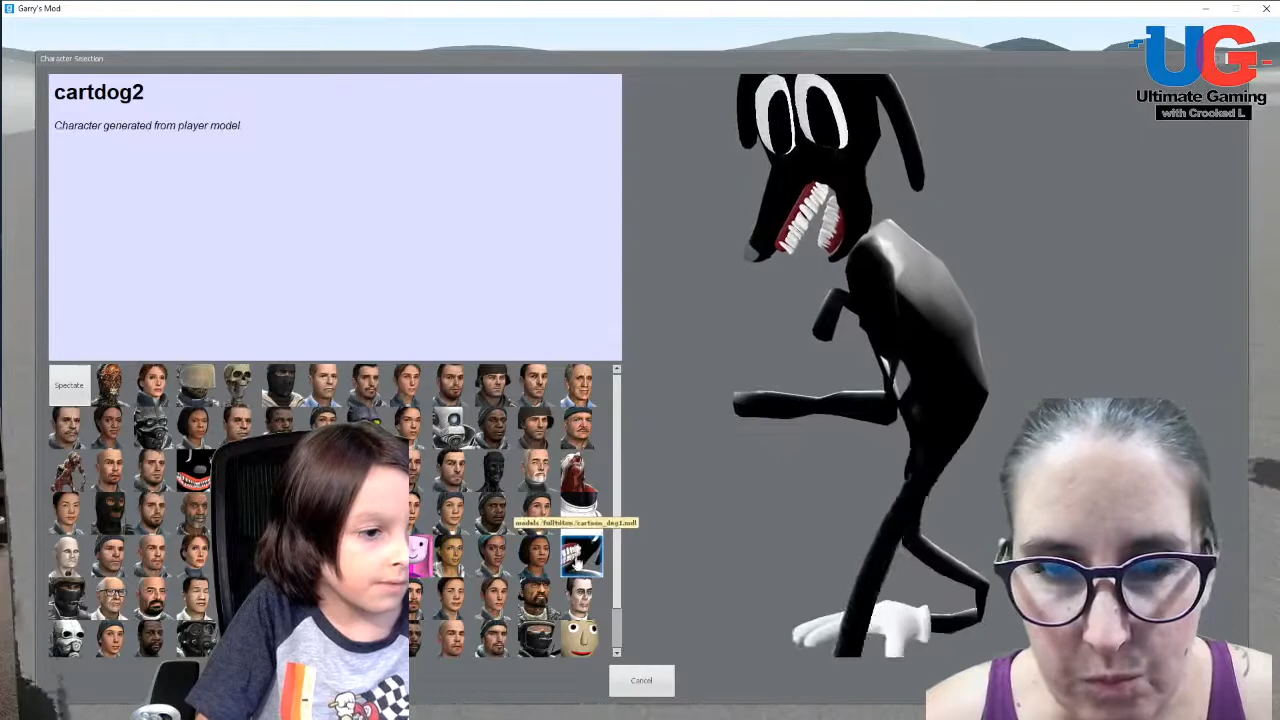 Garry's Mod
Character Selection
UG
Ultimate Gaming
with Crooked L
cartdog2
Character generated from player model
Spectate
Cancel